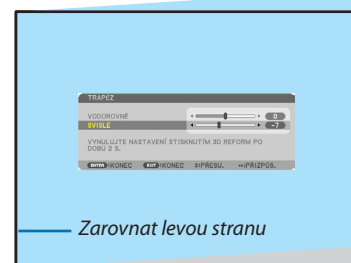 TRAPÉZ
VODOROVNĚ 0
SVISLE -7
VYNULUJTE NASTAVENÍ STISKNUTÍM 3D REFORM PO
DOBU 2 S.
ENTER:KONEC EXIT:KONEC :PŘESU. :PŘIZPŮS.
Zarovnat levou stranu